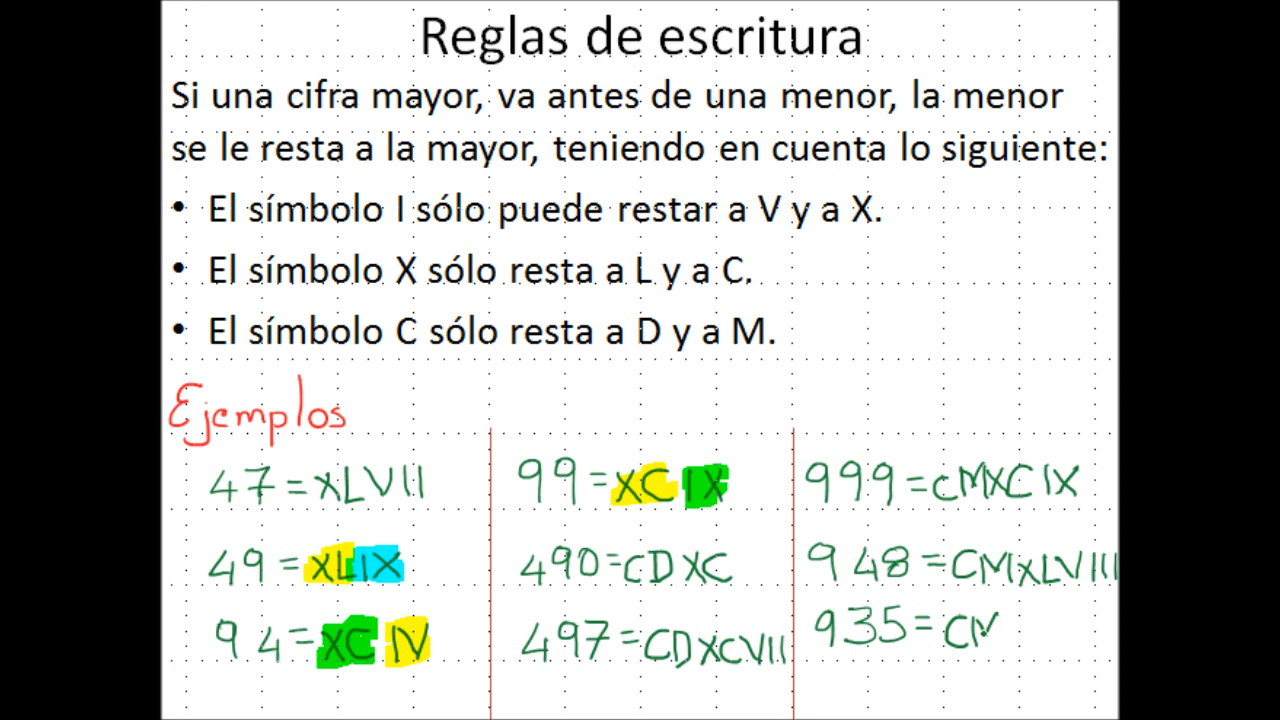 Reglas de escritura
Si una cifra mayor, va antes de una menor, la menor
se le resta a la mayor, teniendo en cuenta lo siguiente:
• El símbolo I sólo puede restar a V y a X.
• El símbolo X sólo resta a L y a C.
• El símbolo C sólo resta a D y a M.
Ejemplos
47=XLVII
49=XLIX
94=XCIV
99=XCIX
490=CDXC
497=CDXCVII
999=CMXCIX
948=CMXLVIII
935=CM